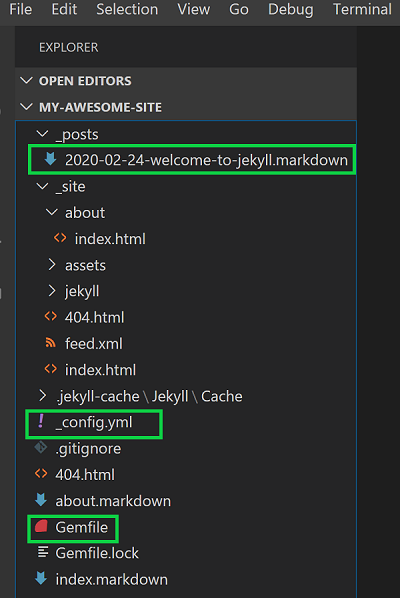 File Edit Selection View Go Debug Terminal
EXPLORER
OPEN EDITORS
MY-AWESOME-SITE
_posts
2020-02-24-welcome-to-jekyll.markdown
_site
about
index.html
assets
jekyll
404.html
feed.xml
index.html
.jekyll-cache \ Jekyll \ Cache
_config.yml
.gitignore
404.html
about.markdown
Gemfile
Gemfile.lock
index.markdown